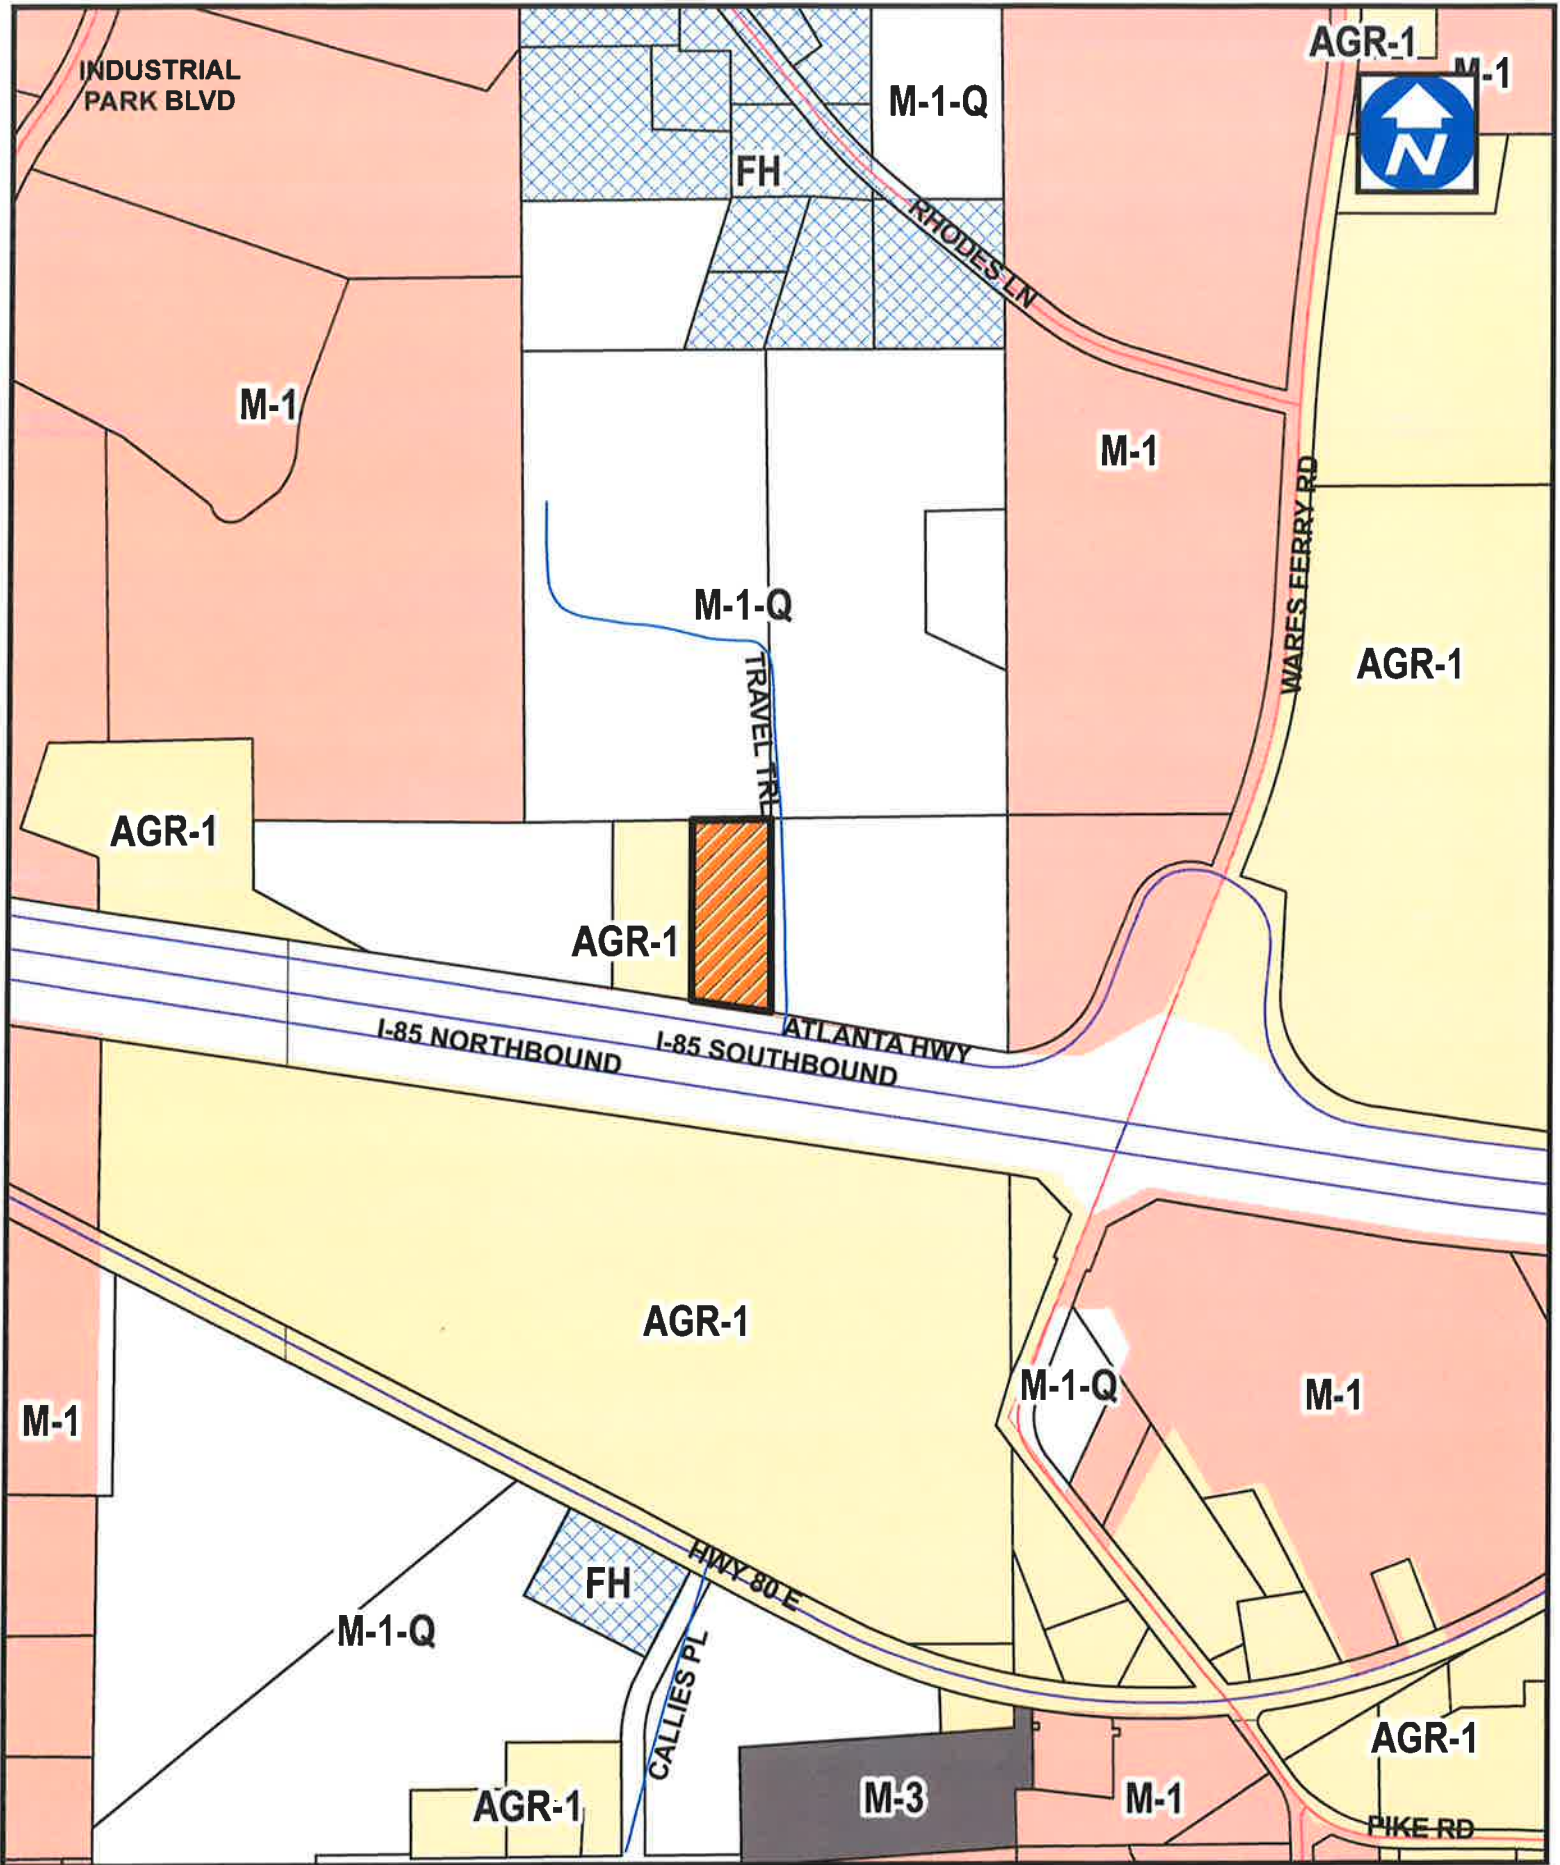 AGR-1
INDUSTRIAL
PARK BLVD
M-1
M-1-Q
N
FH
RHODES LN
M-1
M-1
WARES FERRY RD
M-1-Q
TRAVEL TRL
AGR-1
AGR-1
AGR-1
ATLANTA HWY
I-85 NORTHBOUND
I-85 SOUTHBOUND
AGR-1
M-1-Q
M-1
M-1
HWY 80 E
FH
M-1-Q
CALLIES PL
AGR-1
AGR-1
M-3
M-1
PIKE RD